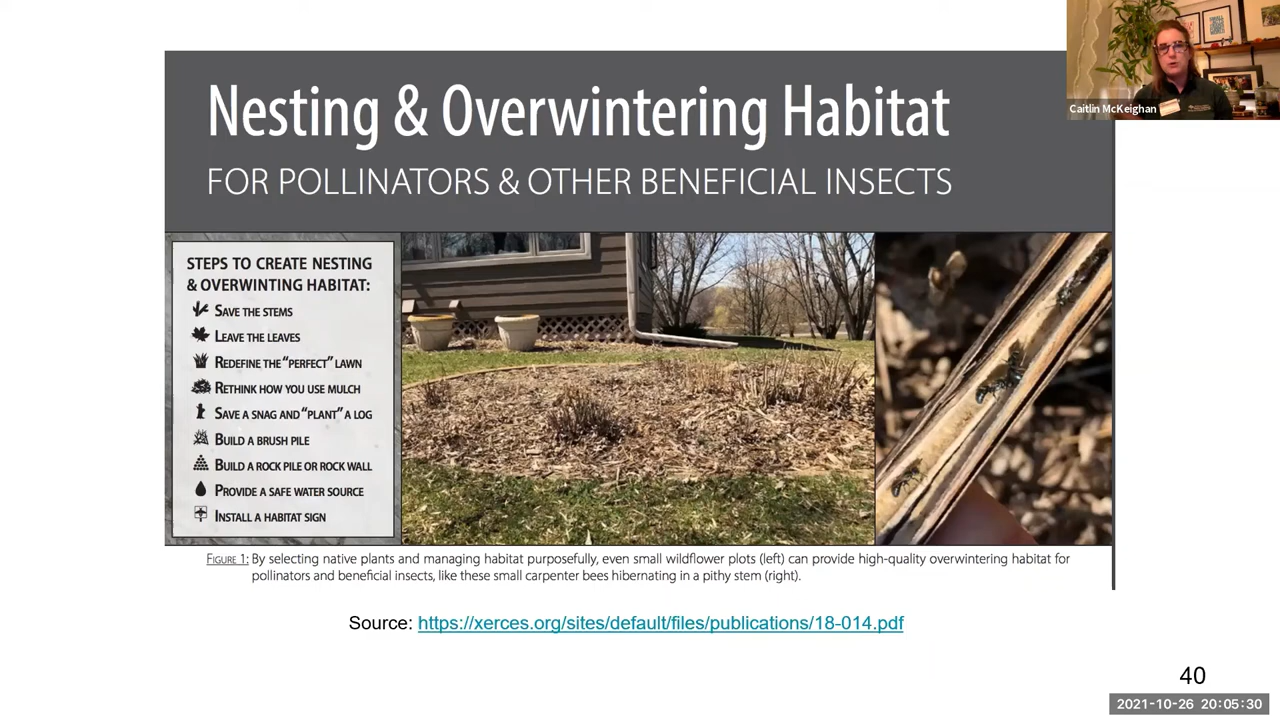 Nesting & Overwintering Habitat
FOR POLLINATORS & OTHER BENEFICIAL INSECTS
Caitlin McKeighan
STEPS TO CREATE NESTING
& OVERWINTING HABITAT:
SAVE THE STEMS
LEAVE THE LEAVES
REDEFINE THE “PERFECT” LAWN
RETHINK HOW YOU USE MULCH
SAVE A SNAG AND “PLANT” A LOG
BUILD A BRUSH PILE
BUILD A ROCK PILE OR ROCK WALL
PROVIDE A SAFE WATER SOURCE
INSTALL A HABITAT SIGN
FIGURE 1: By selecting native plants and managing habitat purposefully, even small wildflower plots (left) can provide high-quality overwintering habitat for
pollinators and beneficial insects, like these small carpenter bees hibernating in a pithy stem (right).
Source: https://xerces.org/sites/default/files/publications/18-014.pdf
40
2021-10-26 20:05:30